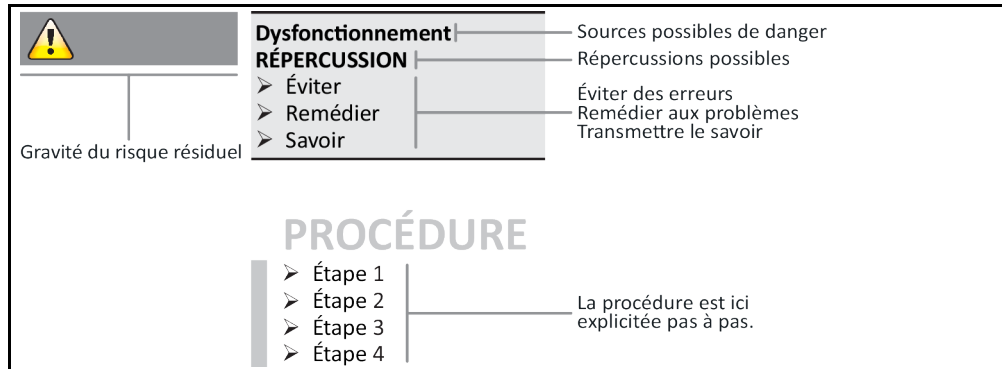 Dysfonctionnement
Sources possibles de danger
RÉPERCUSSION
Répercussions possibles
Éviter
Remédier
Savoir
Éviter des erreurs
Remédier aux problèmes
Transmettre le savoir
Gravité du risque résiduel
PROCÉDURE
Étape 1
Étape 2
Étape 3
Étape 4
La procédure est ici
explicitée pas à pas.